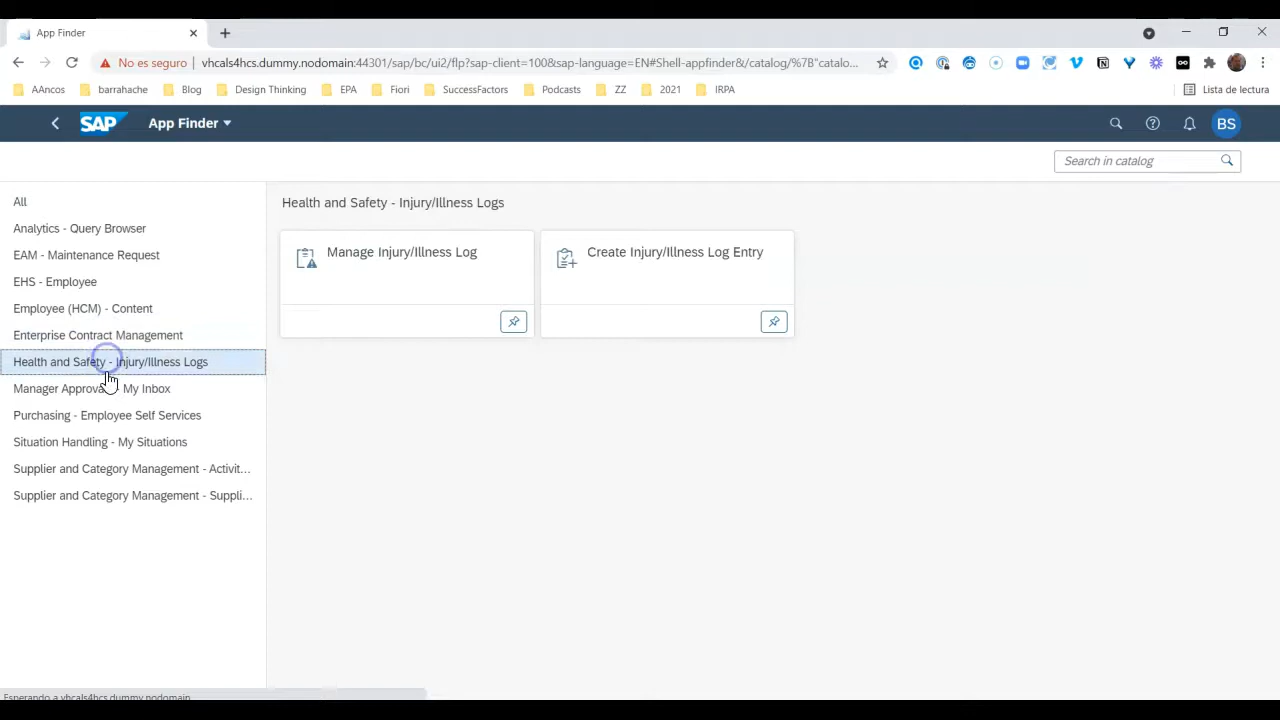 App Finder
No es seguro
vhcals4hcs.dummy.nodomain:44301/sap/bc/ui2/flp?sap-client=100&sap-language=EN#Shell-appfinder&/catalog/%7B"catalo...
AAncos
barrahache
Blog
Design Thinking
EPA
Fiori
SuccessFactors
Podcasts
ZZ
2021
IRPA
Lista de lectura
SAP
App Finder
BS
Search in catalog
All
Analytics - Query Browser
EAM - Maintenance Request
EHS - Employee
Employee (HCM) - Content
Enterprise Contract Management
Health and Safety - Injury/Illness Logs
Manager Approva - My Inbox
Purchasing - Employee Self Services
Situation Handling - My Situations
Supplier and Category Management - Activit...
Supplier and Category Management - Suppli...
Health and Safety - Injury/Illness Logs
Manage Injury/Illness Log
Create Injury/Illness Log Entry
Esperando a vhcals4hcs.dummy.nodomain